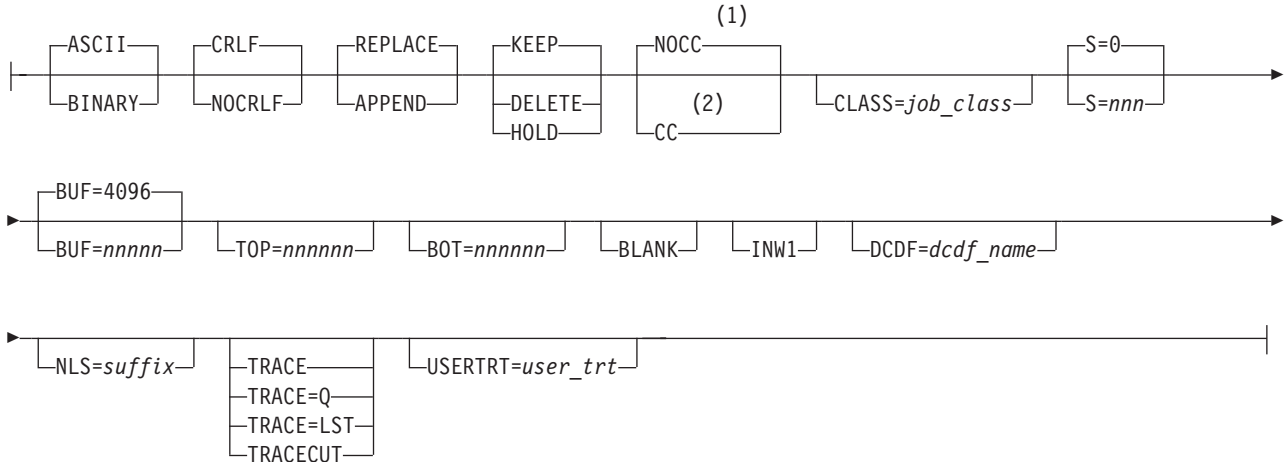 (1)
ASCII CRLF REPLACE KEEP NOCC S=0
BINARY NOCRLF APPEND DELETE (2) CLASS=job_class S=nnn
HOLD CC
BUF=4096
BUF=nnnnn TOP=nnnnnn BOT=nnnnnn BLANK INW1 DCDF=dcdf_name
NLS=suffix TRACE USERTRT=user_trt
TRACE=Q
TRACE=LST
TRACECUT